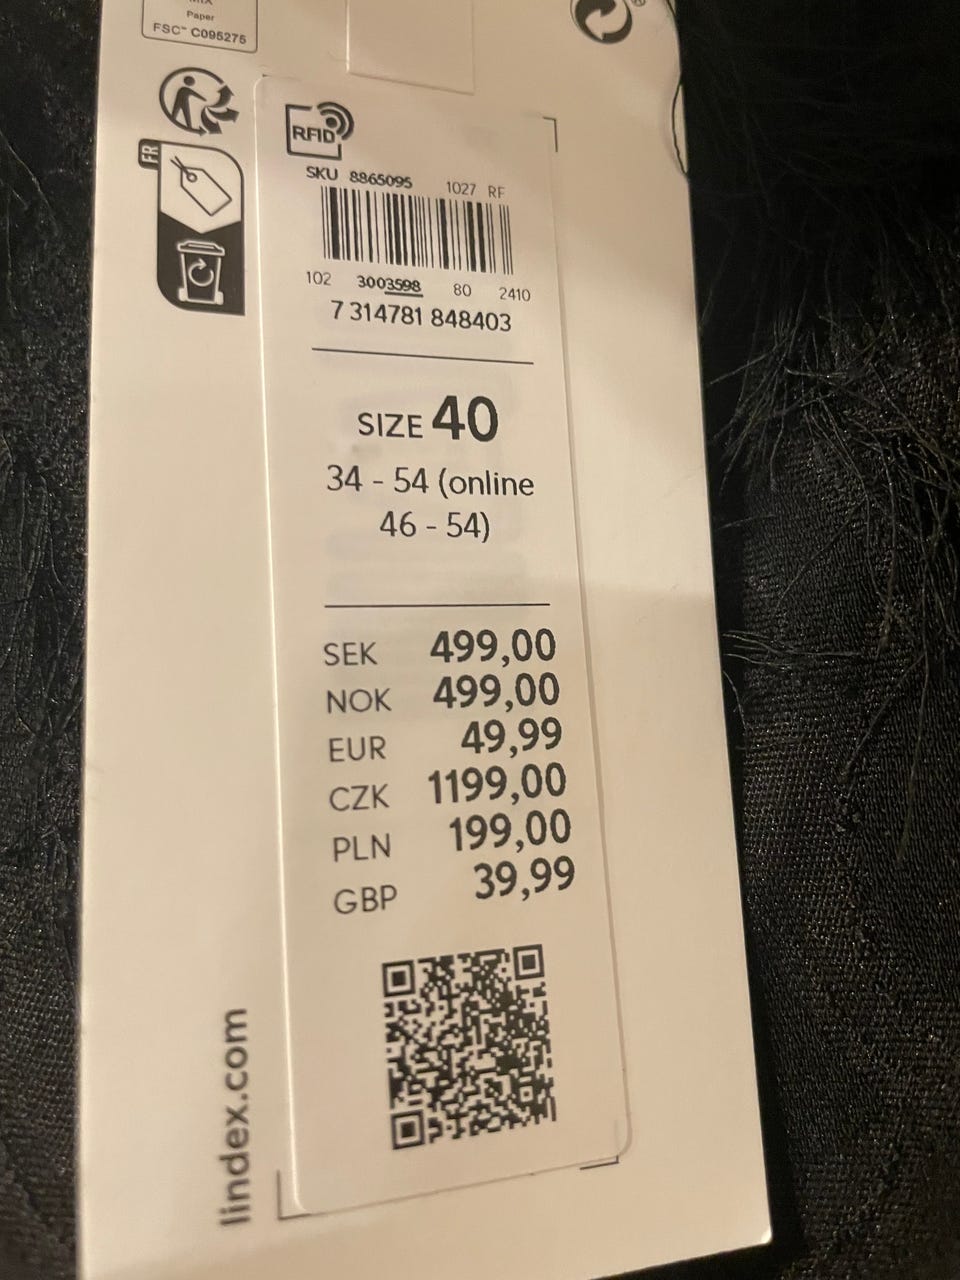 MIX
Paper
FSC™ C095275
®
FR
RFID
SKU 8865095 1027 RF
102 3003598 80 2410
7 314781 848403
SIZE 40
34 - 54 (online
46 - 54)
SEK 499,00
NOK 499,00
EUR 49,99
CZK 1199,00
PLN 199,00
GBP 39,99
lindex.com